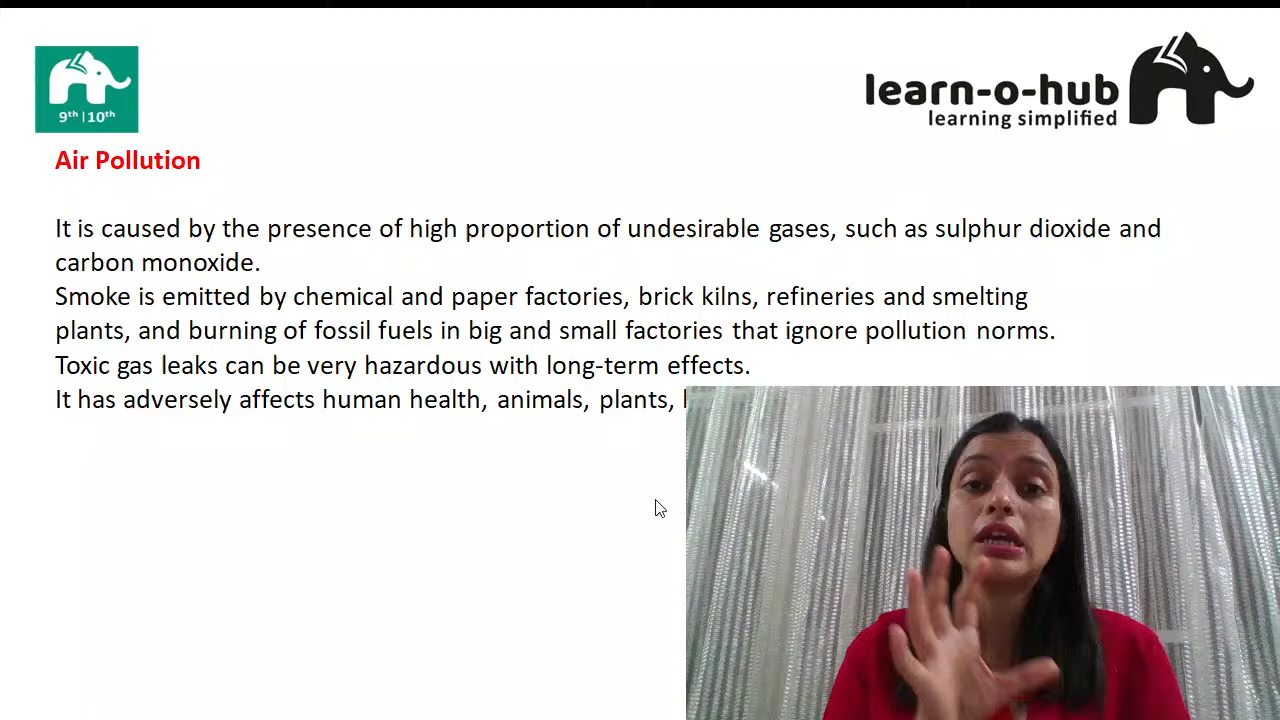 9th | 10th
learn-o-hub
learning simplified
Air Pollution
It is caused by the presence of high proportion of undesirable gases, such as sulphur dioxide and
carbon monoxide.
Smoke is emitted by chemical and paper factories, brick kilns, refineries and smelting
plants, and burning of fossil fuels in big and small factories that ignore pollution norms.
Toxic gas leaks can be very hazardous with long-term effects.
It has adversely affects human health, animals, plants,